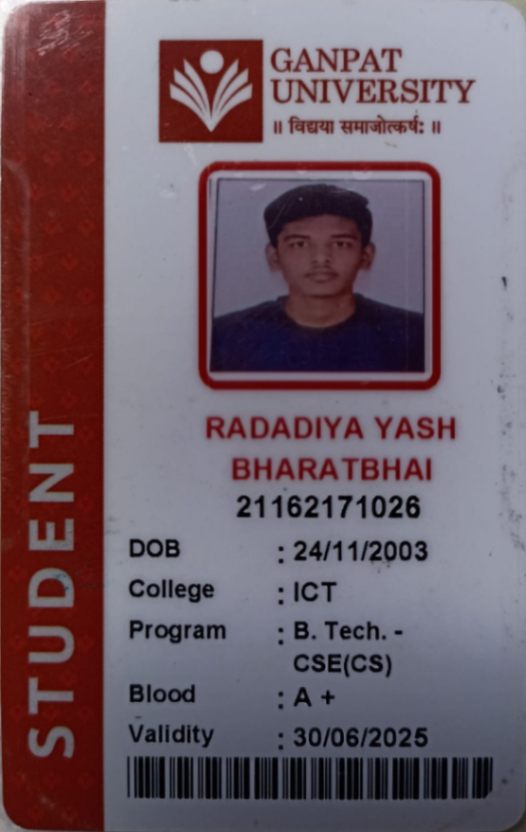 GANPAT
UNIVERSITY
॥ विद्यया समाजोत्कर्षः ॥
STUDENT
RADADIYA YASH
BHARATBHAI
21162171026
DOB : 24/11/2003
College : ICT
Program : B. Tech. -
CSE(CS)
Blood : A +
Validity : 30/06/2025